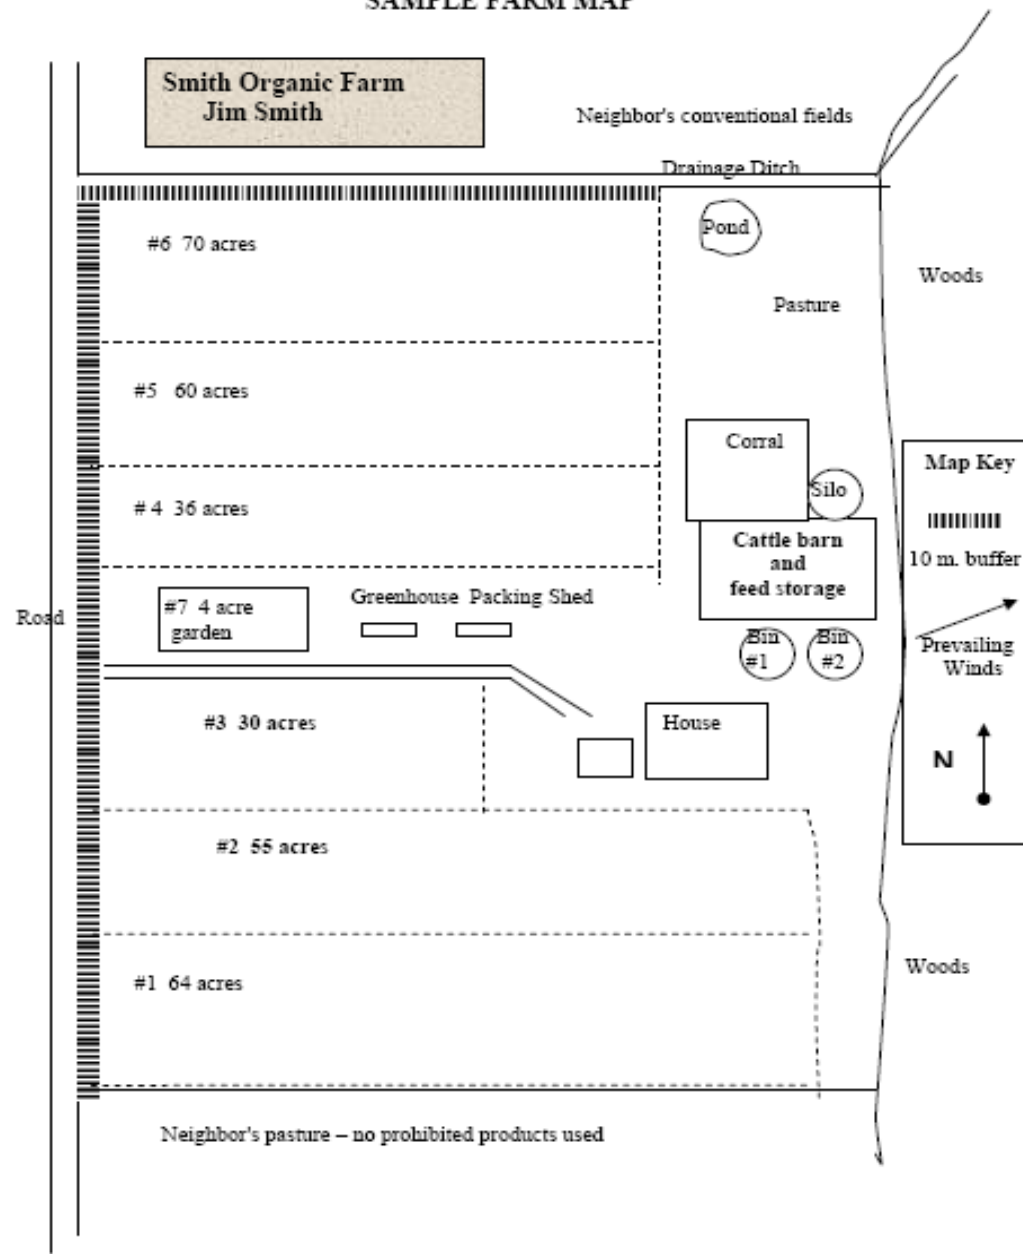 SAMPLE FARM MAP
Smith Organic Farm
Jim Smith
Neighbor's conventional fields
Drainage Ditch
Pond
#6 70 acres
Woods
Pasture
#5 60 acres
Corral
Map Key
Silo
# 4 36 acres
10 m. buffer
Cattle barn
and
feed storage
Greenhouse Packing Shed
#7 4 acre
garden
Road
Bin
#1
Bin
#2
Prevailing
Winds
#3 30 acres
House
N
#2 55 acres
#1 64 acres
Woods
Neighbor's pasture – no prohibited products used